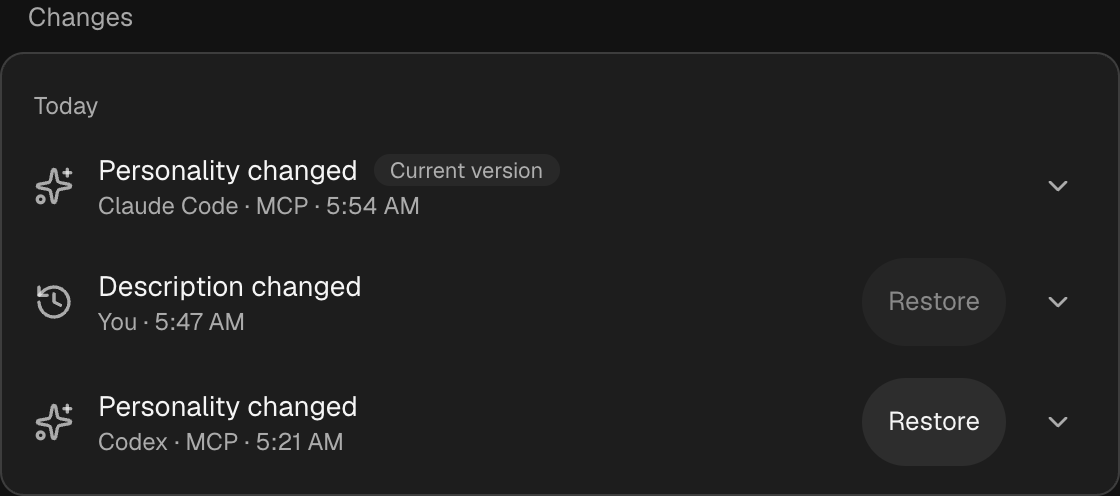 Changes
Today
Personality changed Current version
Claude Code · MCP · 5:54 AM
Description changed
You · 5:47 AM
Restore
Personality changed
Codex · MCP · 5:21 AM
Restore